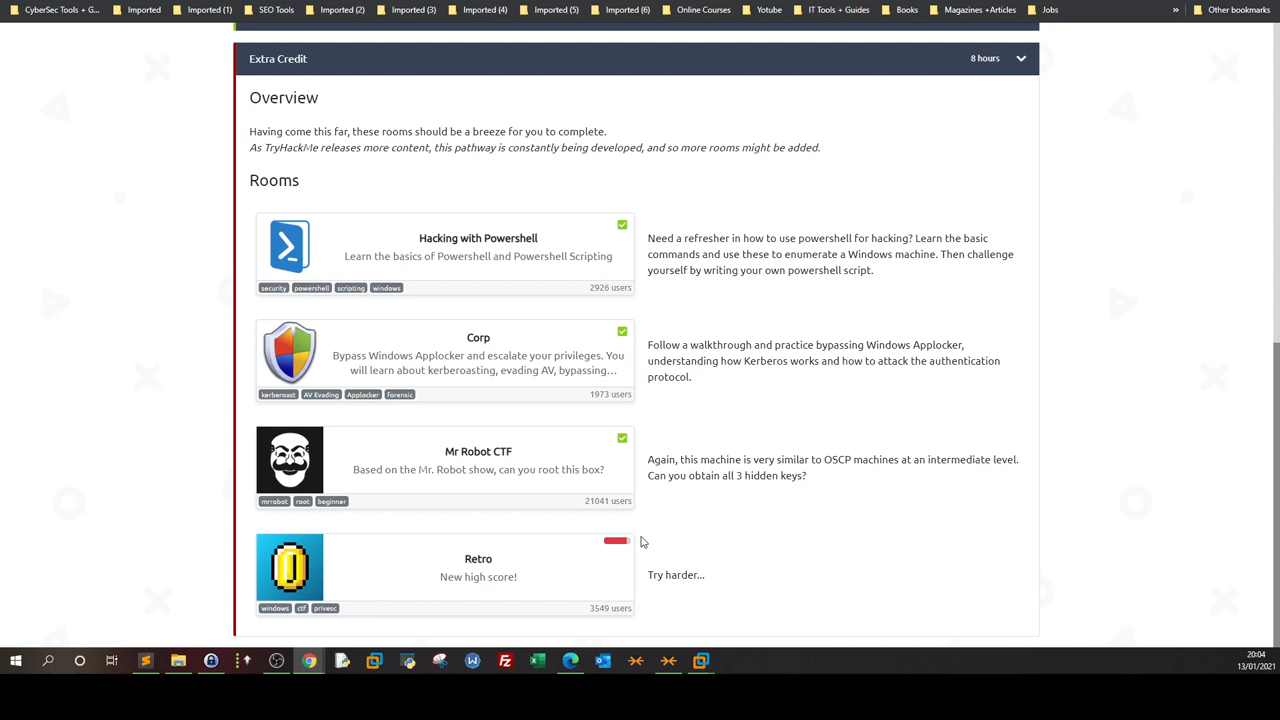 CyberSec Tools + G...
Imported
Imported (1)
SEO Tools
Imported (2)
Imported (3)
Imported (4)
Imported (5)
Imported (6)
Online Courses
Yotube
IT Tools + Guides
Books
Magazines +Articles
Jobs
»
Other bookmarks
Extra Credit
8 hours
Overview
Having come this far, these rooms should be a breeze for you to complete.
As TryHackMe releases more content, this pathway is constantly being developed, and so more rooms might be added.
Rooms
Hacking with Powershell
Learn the basics of Powershell and Powershell Scripting
security powershell scripting windows
2926 users
Need a refresher in how to use powershell for hacking? Learn the basic
commands and use these to enumerate a Windows machine. Then challenge
yourself by writing your own powershell script.
Corp
Bypass Windows Applocker and escalate your privileges. You
will learn about kerberoasting, evading AV, bypassing...
kerberoast AV Evading Applocker forensic
1973 users
Follow a walkthrough and practice bypassing Windows Applocker,
understanding how Kerberos works and how to attack the authentication
protocol.
Mr Robot CTF
Based on the Mr. Robot show, can you root this box?
mrrobot root beginner
21041 users
Again, this machine is very similar to OSCP machines at an intermediate level.
Can you obtain all 3 hidden keys?
Retro
New high score!
windows ctf privesc
3549 users
Try harder...
20:04
13/01/2021